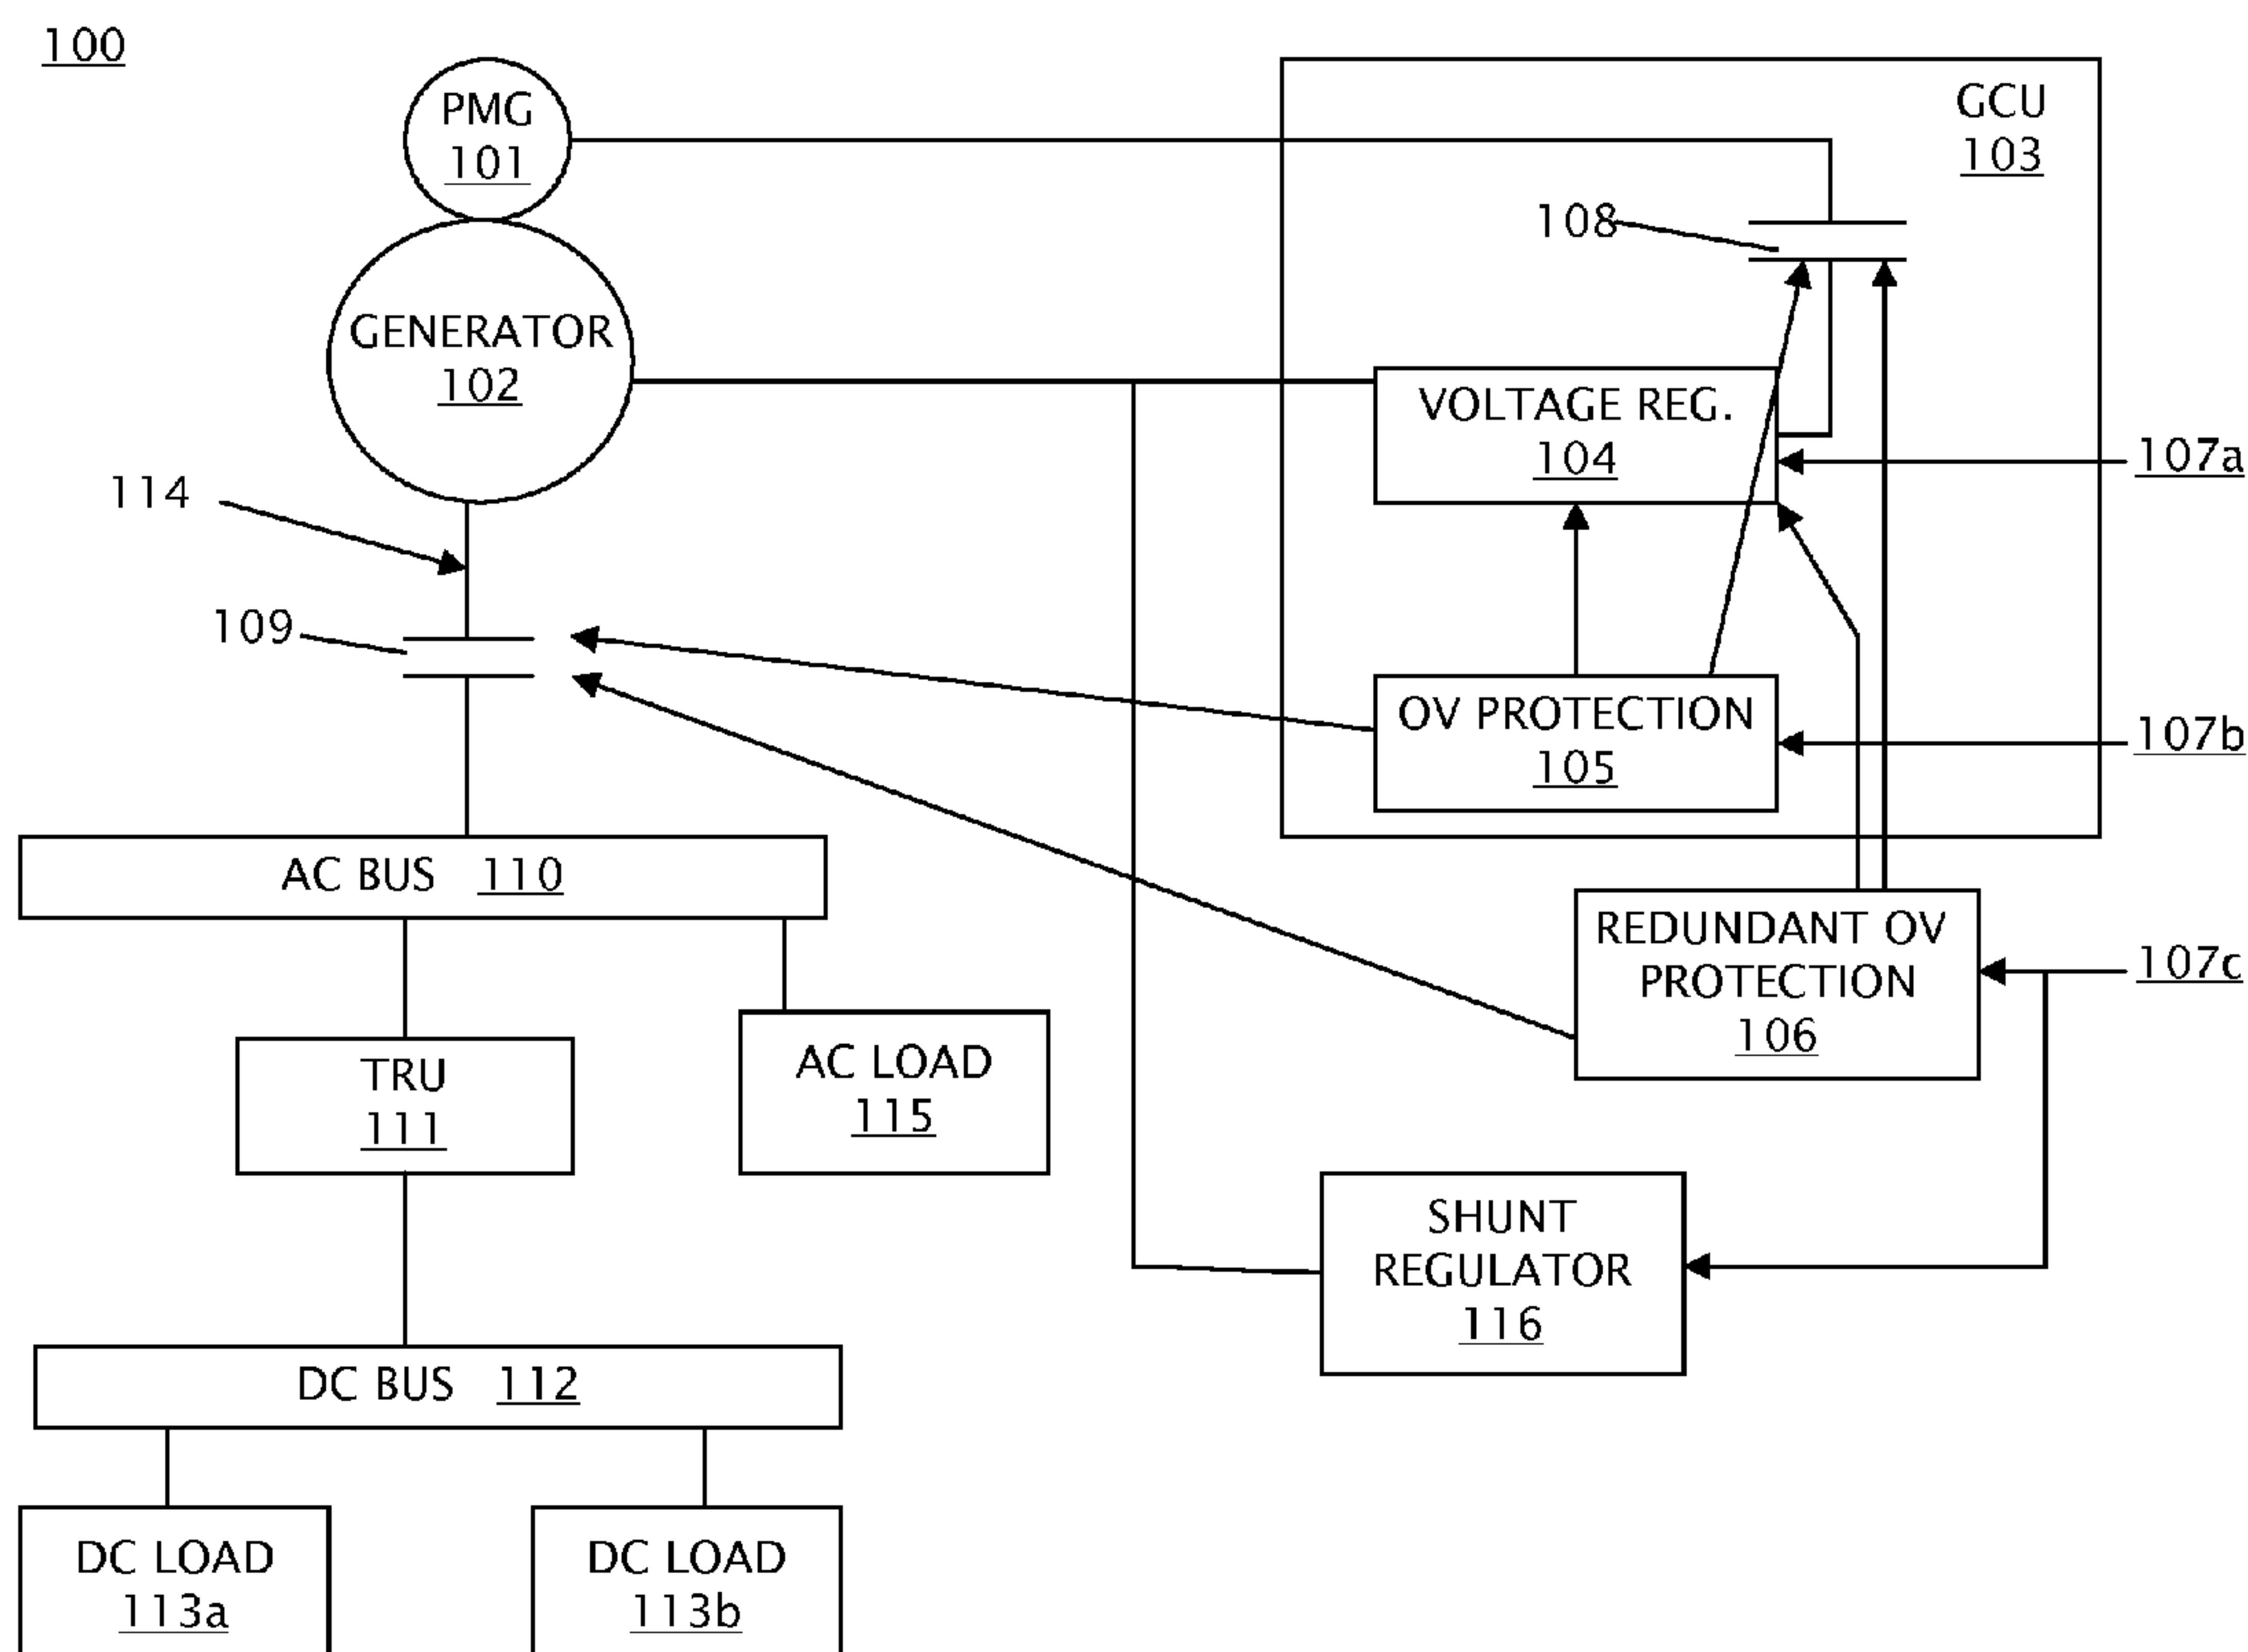 100
PMG
101
GCU
103
108
GENERATOR
102
VOLTAGE REG.
104
107a
114
109
OV PROTECTION
105
107b
AC BUS 110
REDUNDANT OV
PROTECTION
106
107c
TRU
111
AC LOAD
115
SHUNT
REGULATOR
116
DC BUS 112
DC LOAD
113a
DC LOAD
113b